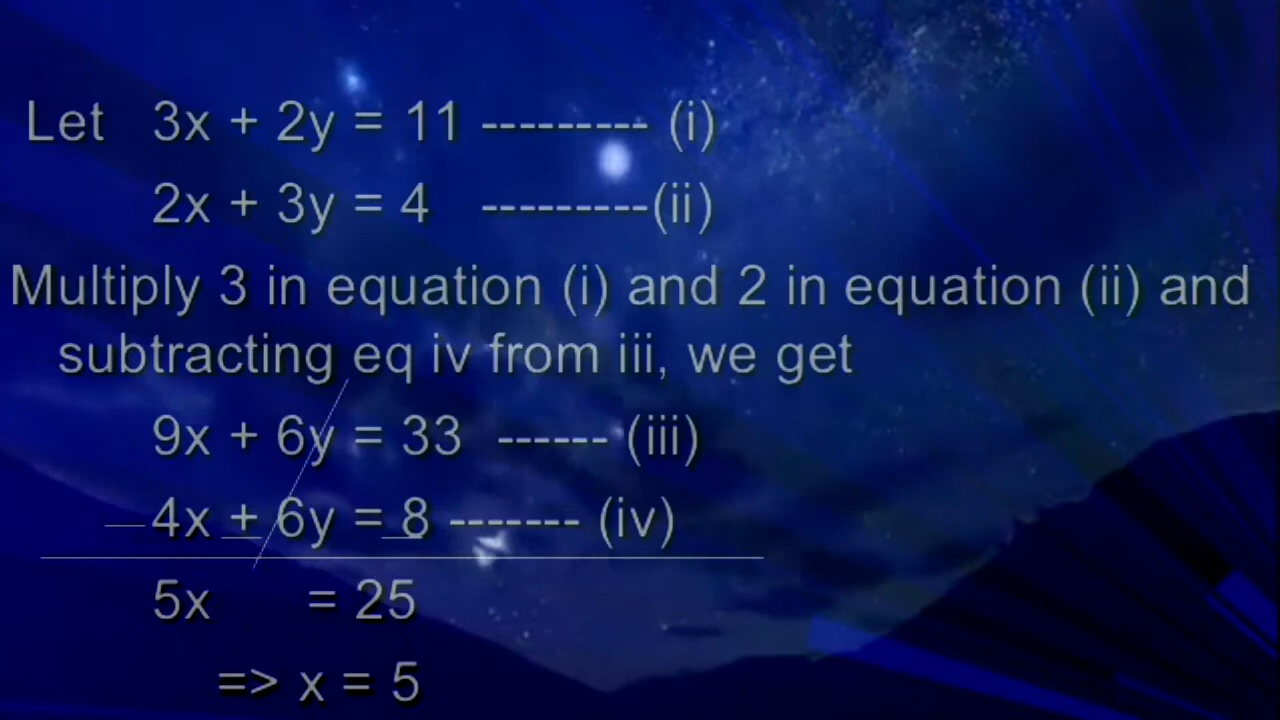 Let 3x + 2y = 11 --------- (i)
2x + 3y = 4 ---------(ii)
Multiply 3 in equation (i) and 2 in equation (ii) and
subtracting eq iv from iii, we get
9x + 6y = 33 ------ (iii)
4x + 6y = 8 ------- (iv)
5x = 25
=> x = 5